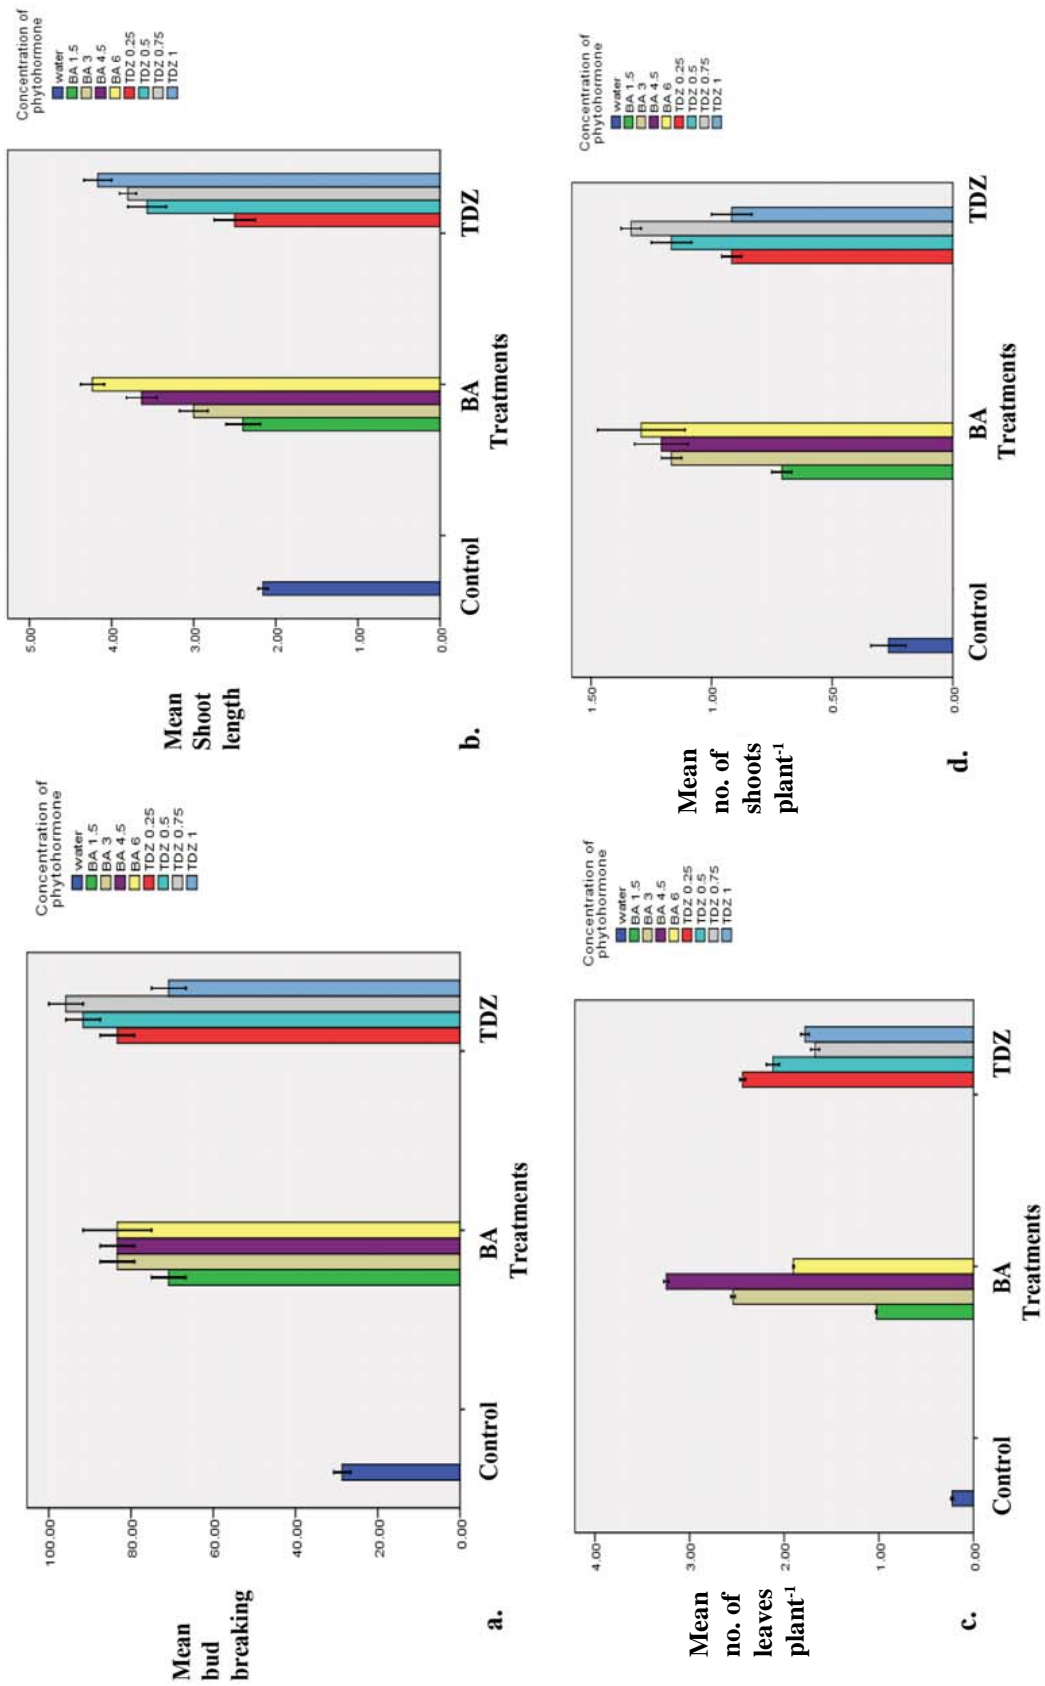 Concentration of
phytohormone
water
BA 1.5
BA 3
BA 4.5
BA 6
TDZ 0.25
TDZ 0.5
TDZ 0.75
TDZ 1
100.00
80.00
60.00
40.00
20.00
0.00
Mean
bud
breaking
Control
BA
TDZ
Treatments
a.
Concentration of
phytohormone
water
BA 1.5
BA 3
BA 4.5
BA 6
TDZ 0.25
TDZ 0.5
TDZ 0.75
TDZ 1
5.00
4.00
3.00
2.00
1.00
0.00
Mean
Shoot
length
Control
BA
TDZ
Treatments
b.
Concentration of
phytohormone
water
BA 1.5
BA 3
BA 4.5
BA 6
TDZ 0.25
TDZ 0.5
TDZ 0.75
TDZ 1
4.00
3.00
2.00
1.00
0.00
Mean
no. of
leaves
plant⁻¹
Control
BA
TDZ
Treatments
c.
Concentration of
phytohormone
water
BA 1.5
BA 3
BA 4.5
BA 6
TDZ 0.25
TDZ 0.5
TDZ 0.75
TDZ 1
1.50
1.00
0.50
0.00
Mean
no. of
shoots
plant⁻¹
Control
BA
TDZ
Treatments
d.